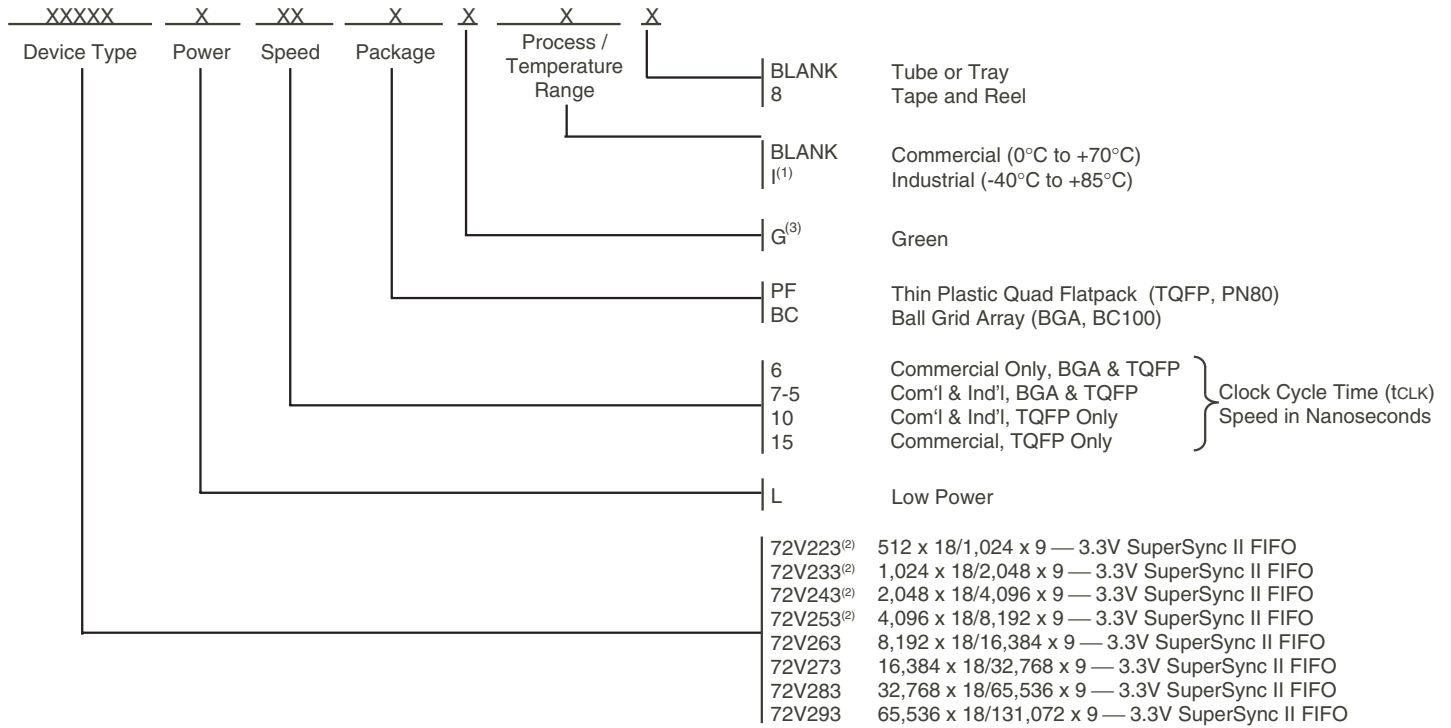 XXXXX X XX X X X X
Device Type Power Speed Package Process / Temperature Range
BLANK Tube or Tray
8 Tape and Reel
BLANK Commercial (0°C to +70°C)
I(1) Industrial (-40°C to +85°C)
G(3) Green
PF Thin Plastic Quad Flatpack (TQFP, PN80)
BC Ball Grid Array (BGA, BC100)
6 Commercial Only, BGA & TQFP
7-5 Com'l & Ind'l, BGA & TQFP
10 Com'l & Ind'l, TQFP Only
15 Commercial, TQFP Only
Clock Cycle Time (tCLK)
Speed in Nanoseconds
L Low Power
72V223(2) 512 x 18/1,024 x 9 — 3.3V SuperSync II FIFO
72V233(2) 1,024 x 18/2,048 x 9 — 3.3V SuperSync II FIFO
72V243(2) 2,048 x 18/4,096 x 9 — 3.3V SuperSync II FIFO
72V253(2) 4,096 x 18/8,192 x 9 — 3.3V SuperSync II FIFO
72V263 8,192 x 18/16,384 x 9 — 3.3V SuperSync II FIFO
72V273 16,384 x 18/32,768 x 9 — 3.3V SuperSync II FIFO
72V283 32,768 x 18/65,536 x 9 — 3.3V SuperSync II FIFO
72V293 65,536 x 18/131,072 x 9 — 3.3V SuperSync II FIFO